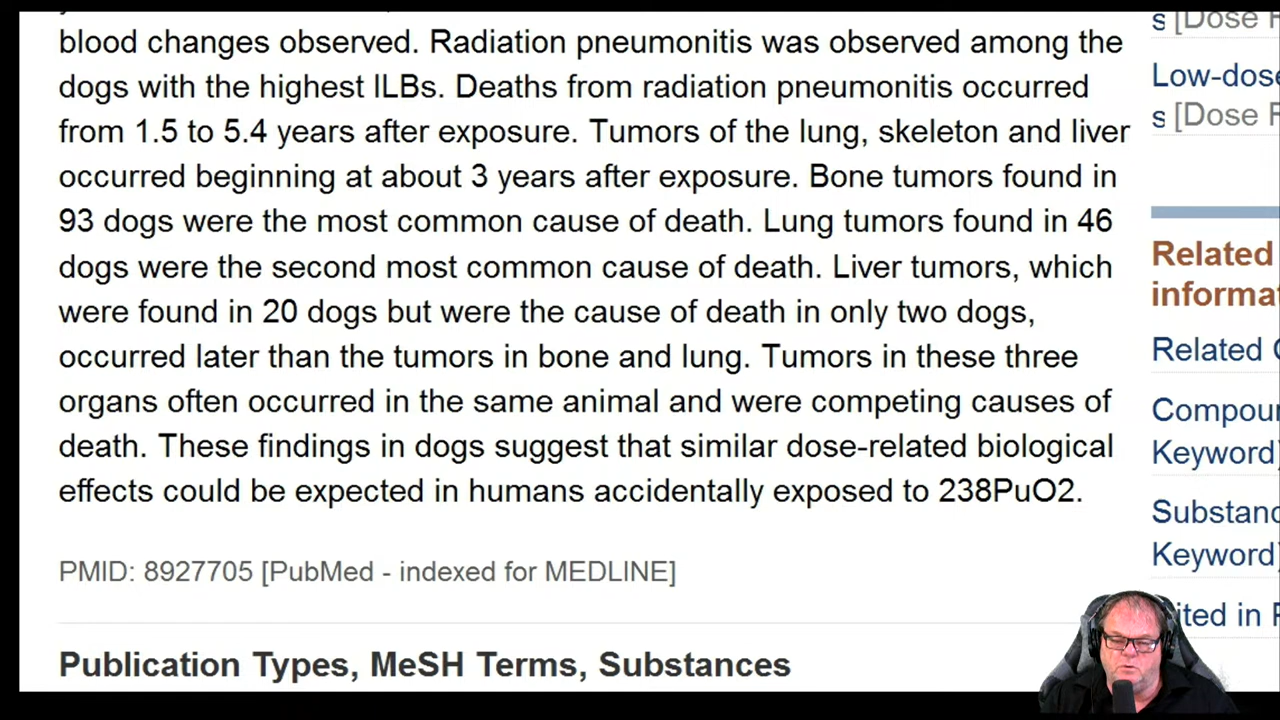 blood changes observed. Radiation pneumonitis was observed among the
dogs with the highest ILBs. Deaths from radiation pneumonitis occurred
from 1.5 to 5.4 years after exposure. Tumors of the lung, skeleton and liver
occurred beginning at about 3 years after exposure. Bone tumors found in
93 dogs were the most common cause of death. Lung tumors found in 46
dogs were the second most common cause of death. Liver tumors, which
were found in 20 dogs but were the cause of death in only two dogs,
occurred later than the tumors in bone and lung. Tumors in these three
organs often occurred in the same animal and were competing causes of
death. These findings in dogs suggest that similar dose-related biological
effects could be expected in humans accidentally exposed to 238PuO2.
PMID: 8927705 [PubMed - indexed for MEDLINE]
Publication Types, MeSH Terms, Substances
s [Dose
Low-dose
s [Dose
Related
Related
Keyword)
Keyword)
in